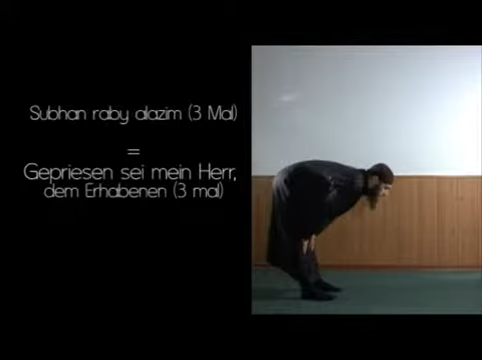 Subhan raby alazim (3 Mal)
=
Gepriesen sei mein Herr,
dem Erhabenen (3 mal)